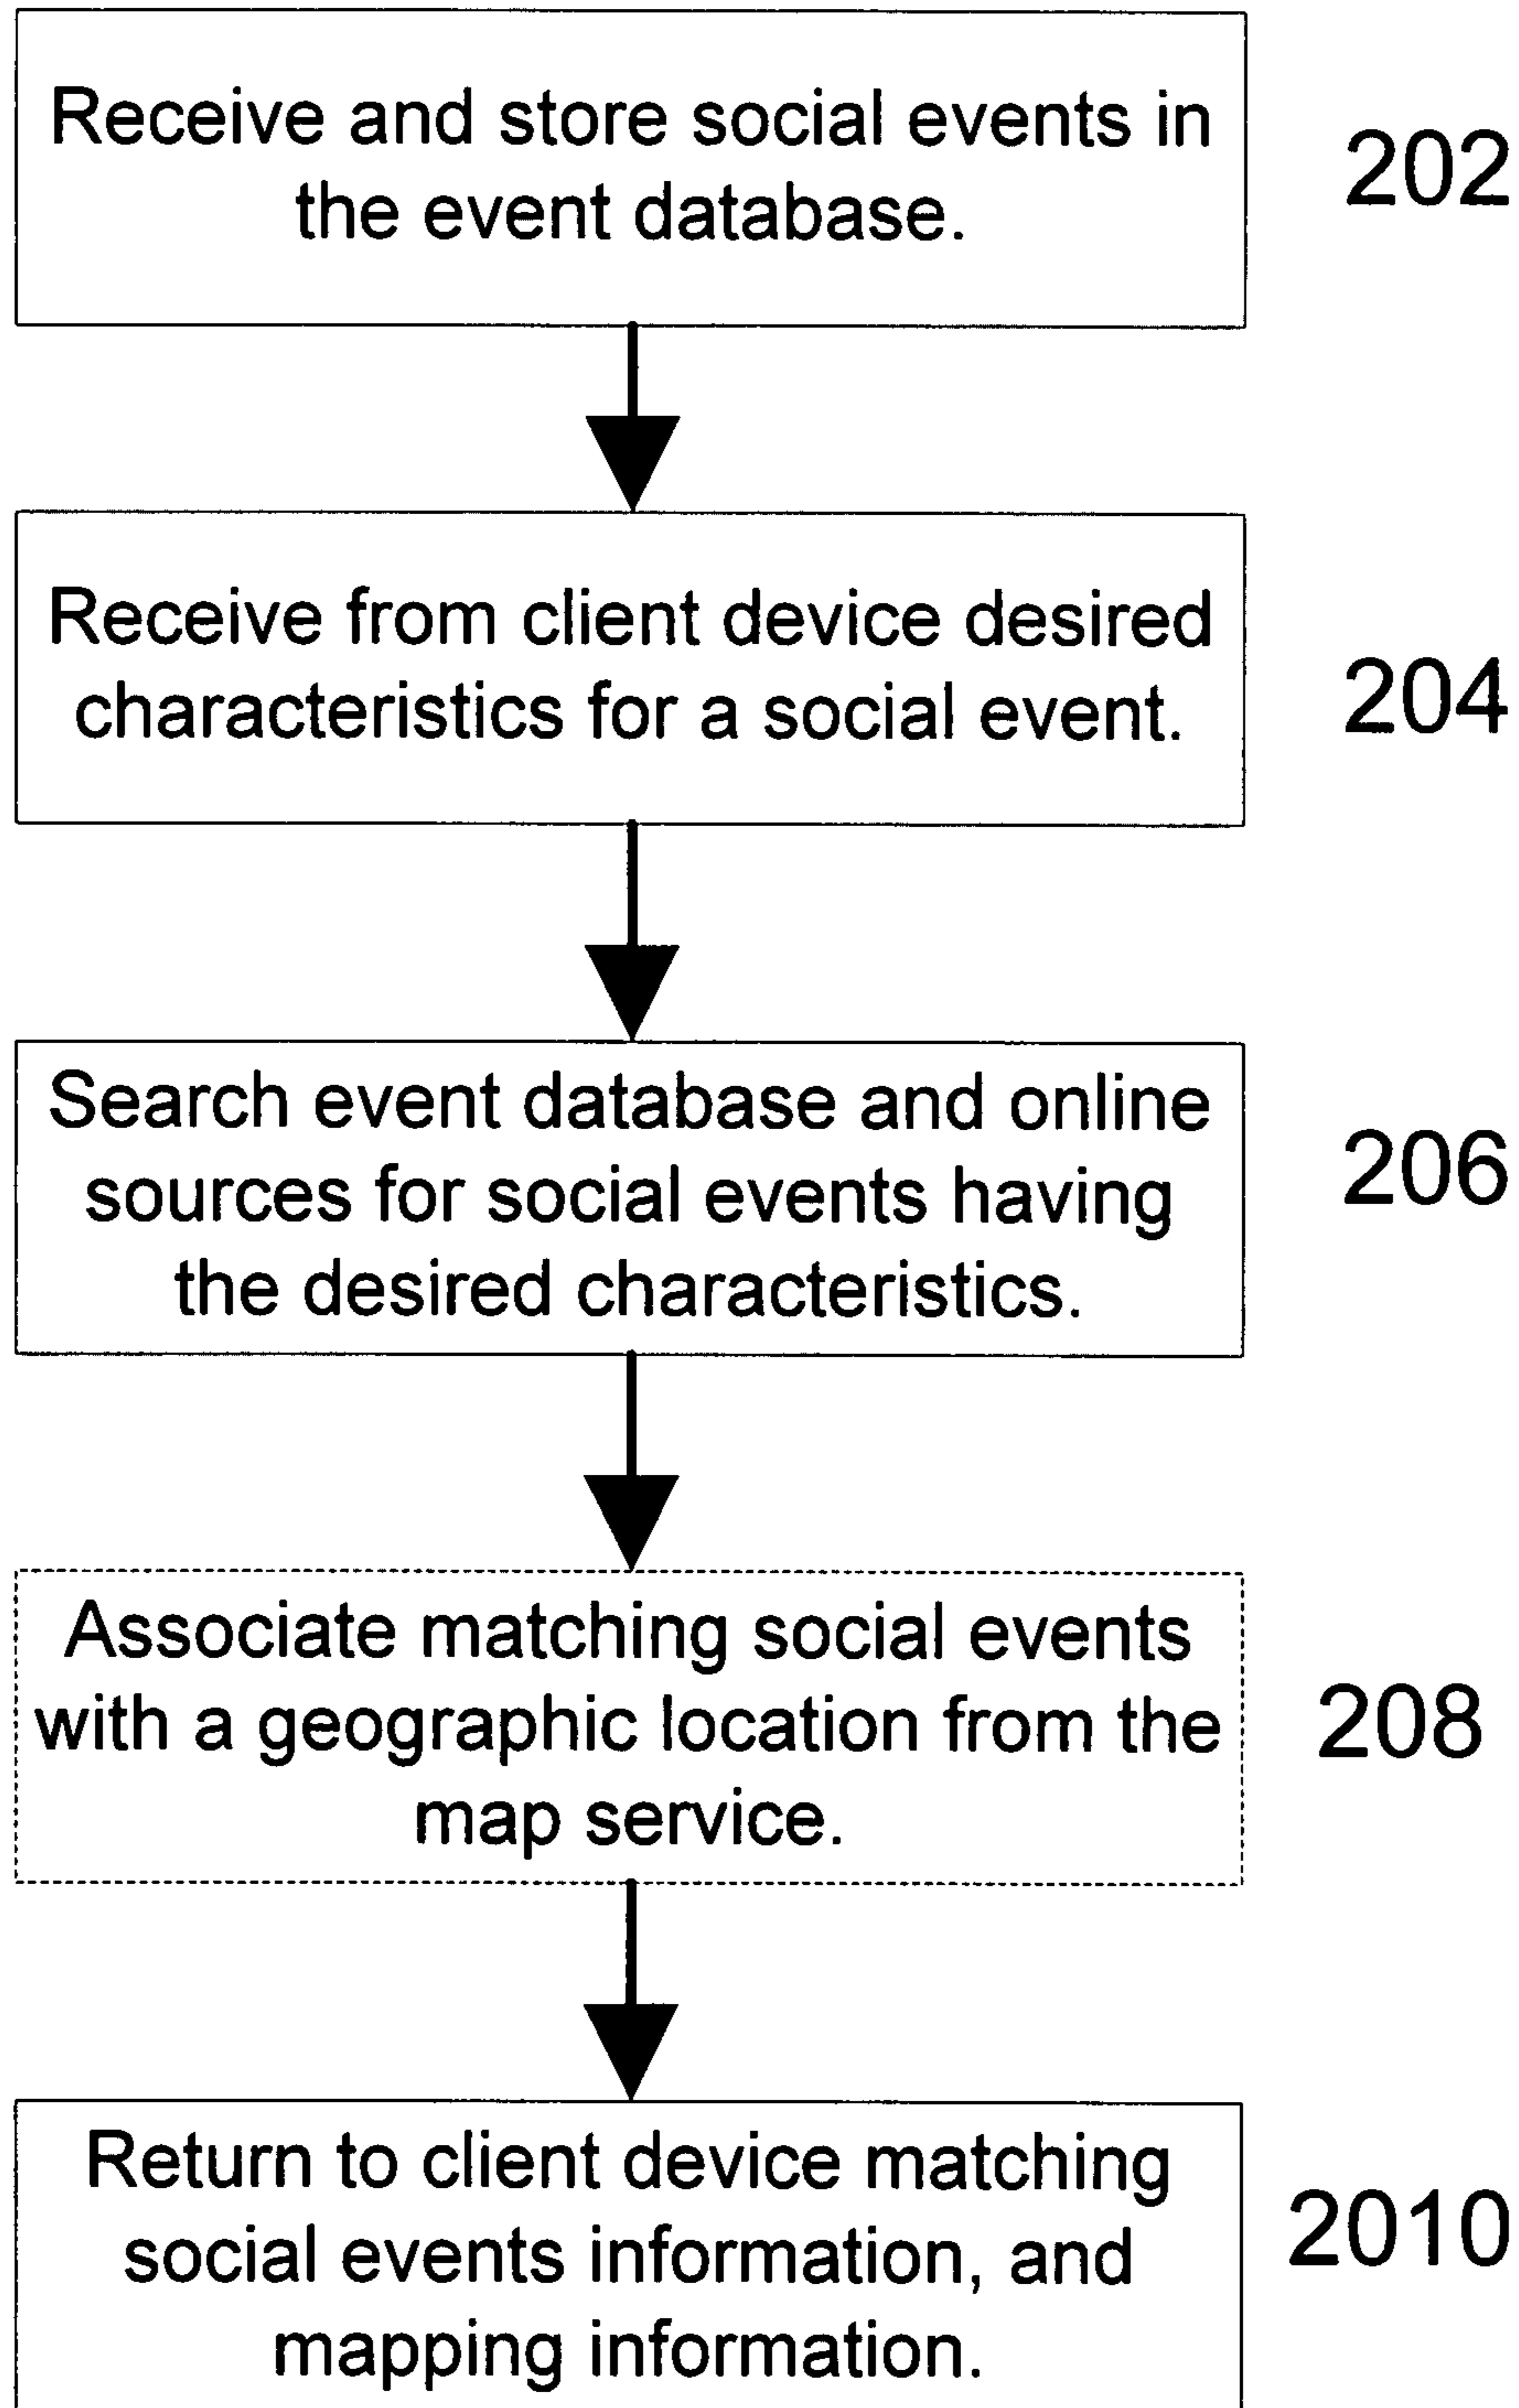 Receive and store social events in
the event database.
202
Receive from client device desired
characteristics for a social event.
204
Search event database and online
sources for social events having
the desired characteristics.
206
Associate matching social events
with a geographic location from the
map service.
208
Return to client device matching
social events information, and
mapping information.
2010